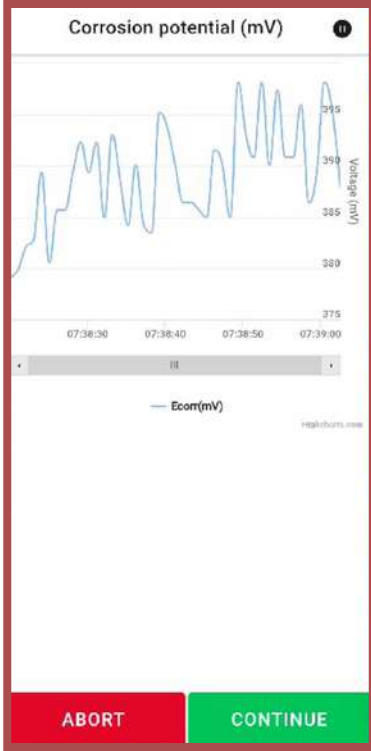 Corrosion potential (mV)
395
390
Voltage (mV)
385
380
375
07:38:30 07:38:40 07:38:50 07:39:00
Ecorr(mV)
Highcharts.com
ABORT CONTINUE